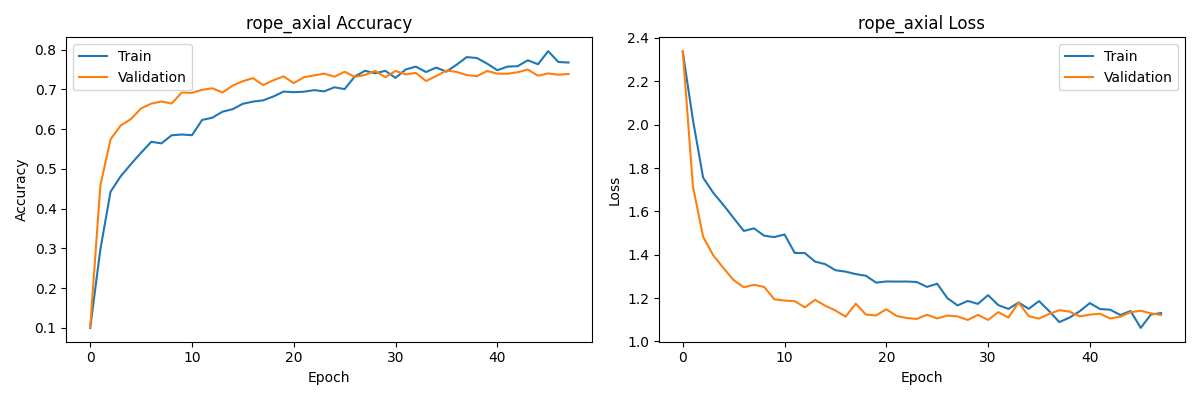 rope_axial Accuracy
Train
Validation
0.8
0.7
0.6
0.5
0.4
0.3
0.2
0.1
Accuracy
0 10 20 30 40
Epoch
rope_axial Loss
Train
Validation
2.4
2.2
2.0
1.8
1.6
1.4
1.2
1.0
Loss
0 10 20 30 40
Epoch